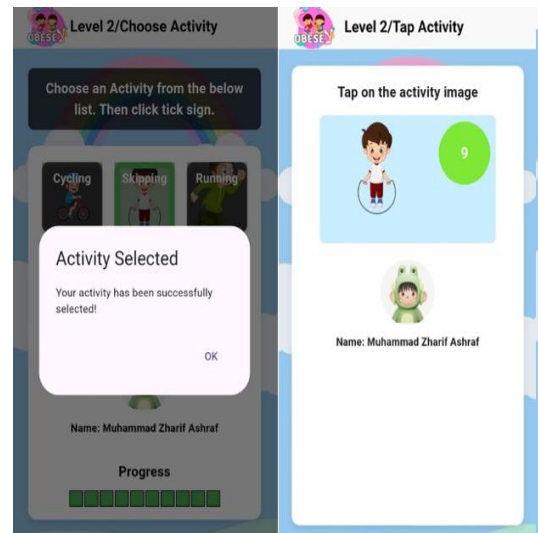 OBESE
Level 2/Choose Activity
Choose an Activity from the below
list. Then click tick sign.
Cycling
Skipping
Running
Activity Selected
Your activity has been successfully
selected!
OK
Name: Muhammad Zharif Ashraf
Progress
OBESE
Level 2/Tap Activity
Tap on the activity image
9
Name: Muhammad Zharif Ashraf